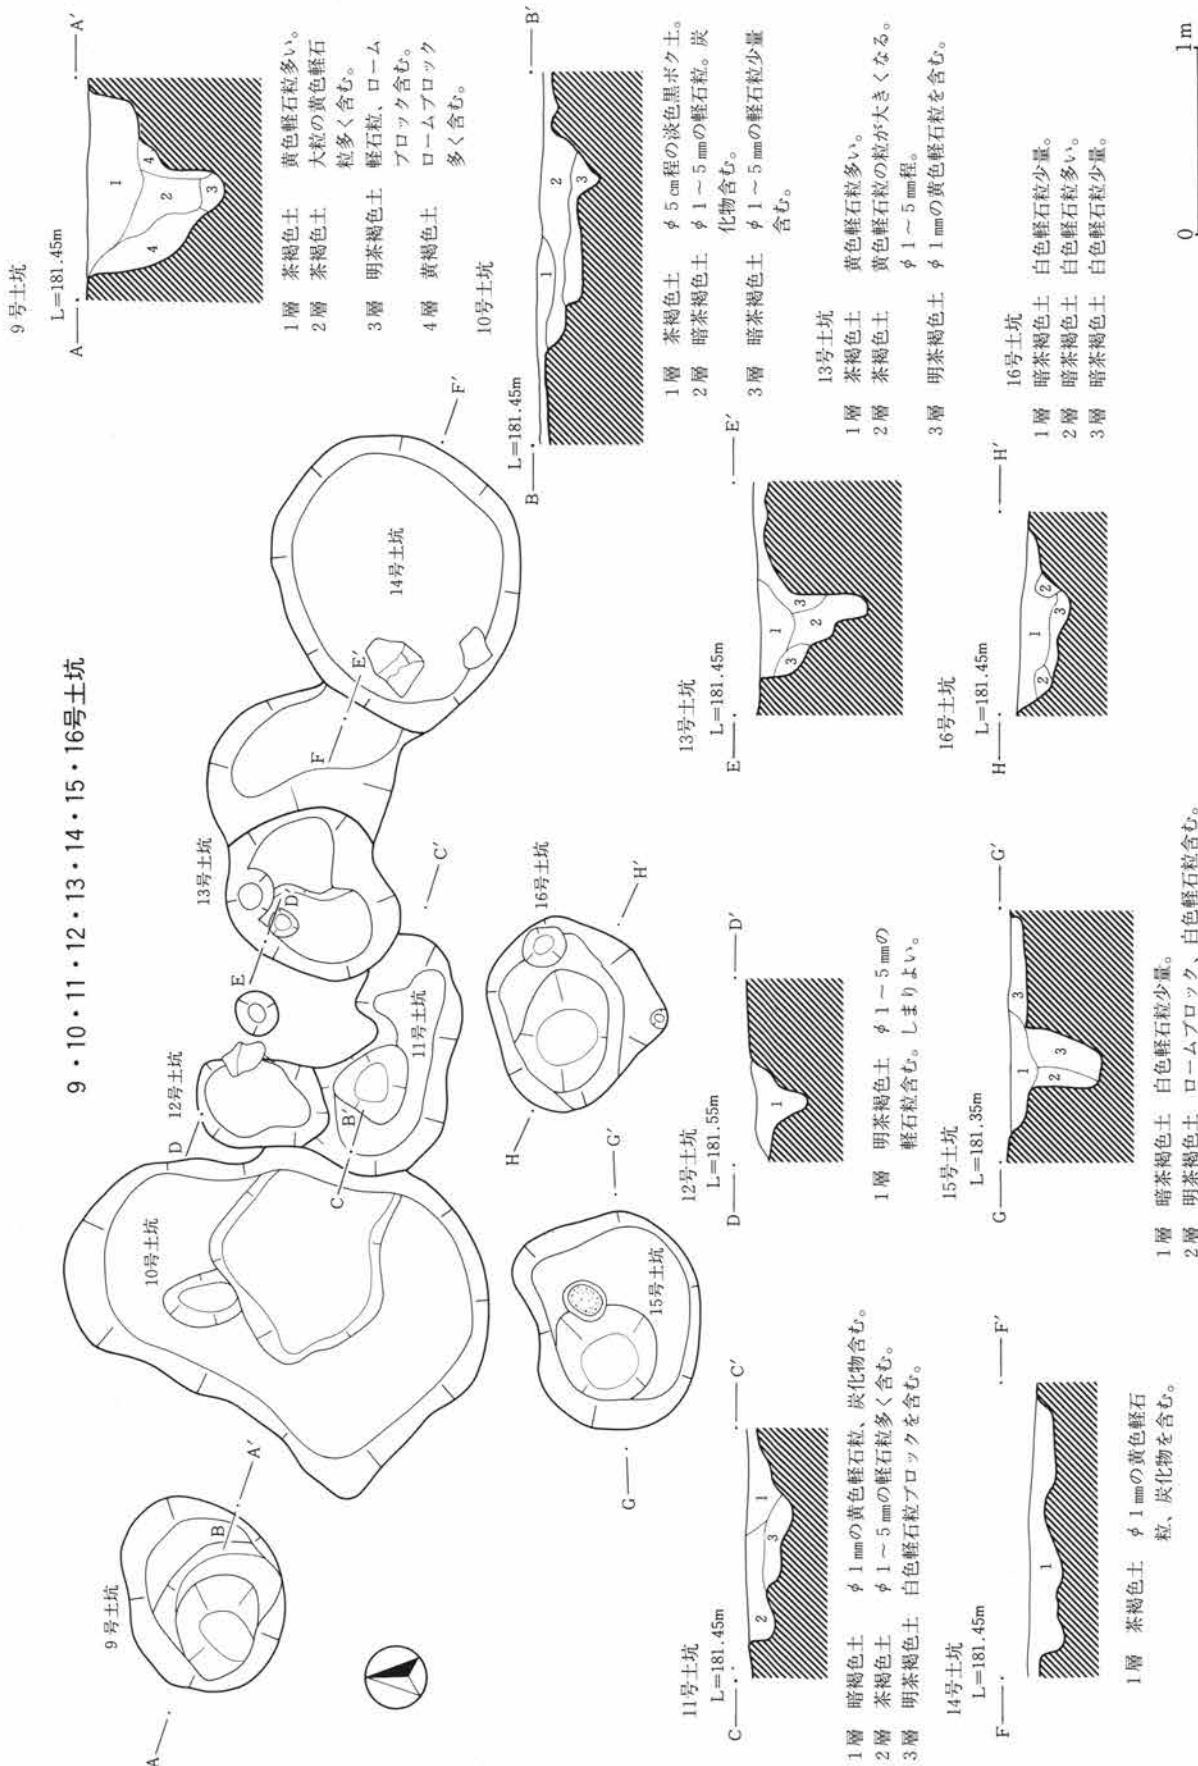 9・10・11・12・13・14・15・16号土坑
9号土坑
10号土坑
11号土坑
12号土坑
13号土坑
14号土坑
15号土坑
16号土坑
A
A′
B
B′
C
C′
D
D′
E
E′
F
F′
G
G′
H
H′
9号土坑
L=181.45m
A
A′
1
2
3
4
4
1層 茶褐色土 黄色軽石粒多い。
2層 茶褐色土 大粒の黄色軽石
粒多く含む。
3層 明茶褐色土 軽石粒、ローム
ブロック含む。
4層 黄褐色土 ロームブロック
多く含む。
10号土坑
L=181.45m
B
B′
1
2
3
1層 茶褐色土 φ5cm程の淡色黒ボク土。
2層 暗茶褐色土 φ1～5mmの軽石粒。炭
化物含む。
3層 暗茶褐色土 φ1～5mmの軽石粒少量
含む。
11号土坑
L=181.45m
C
C′
2
3
1
1層 暗褐色土 φ1mmの黄色軽石粒、炭化物含む。
2層 茶褐色土 φ1～5mmの軽石粒多く含む。
3層 明茶褐色土 白色軽石粒ブロックを含む。
12号土坑
L=181.55m
D
D′
1
1層 明茶褐色土 φ1～5mmの
軽石粒含む。しまりよい。
13号土坑
L=181.45m
E
E′
1
2
3
3
1層 茶褐色土 黄色軽石粒多い。
2層 茶褐色土 黄色軽石粒の粒が大きくなる。
φ1～5mm程。
3層 明茶褐色土 φ1mmの黄色軽石粒を含む。
14号土坑
L=181.45m
F
F′
1
1層 茶褐色土 φ1mmの黄色軽石
粒、炭化物を含む。
15号土坑
L=181.35m
G
G′
1
2
3
3
1層 暗茶褐色土 白色軽石粒少量。
2層 明茶褐色土 ロームブロック、白色軽石粒含む。
16号土坑
L=181.45m
H
H′
1
2
2
3
1層 暗茶褐色土 白色軽石粒少量。
2層 暗茶褐色土 白色軽石粒多い。
3層 暗茶褐色土 白色軽石粒少量。
0 1m